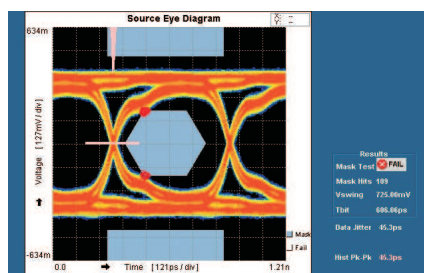 Source Eye Diagram
X: --
Y: --
634m
Voltage [127mV / div]
-634m
0.0 Time [121ps / div] 1.21n
Mask
Fail
Results
Mask Test FAIL
Mask Hits 109
Vswing 725.00mV
Tbit 606.06ps
Data Jitter 45.3ps
Hist Pk-Pk 45.3ps